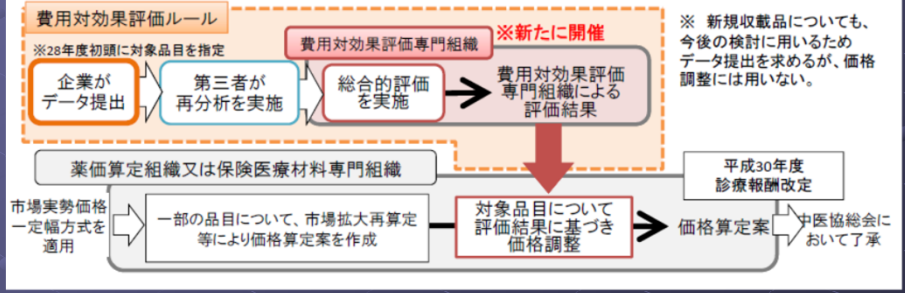 費用対効果評価ルール
※28年度初頭に対象品目を指定
企業が
データ提出
第三者が
再分析を実施
費用対効果評価専門組織
※新たに開催
総合的評価
を実施
費用対効果評価
専門組織による
評価結果
※　新規収載品についても、
今後の検討に用いるため
データ提出を求めるが、価格
調整には用いない。
薬価算定組織又は保険医療材料専門組織
平成30年度
診療報酬改定
市場実勢価格
一定幅方式を
適用
一部の品目について、市場拡大再算定
等により価格算定案を作成
対象品目について
評価結果に基づき
価格調整
価格算定案
中医協総会に
おいて了承